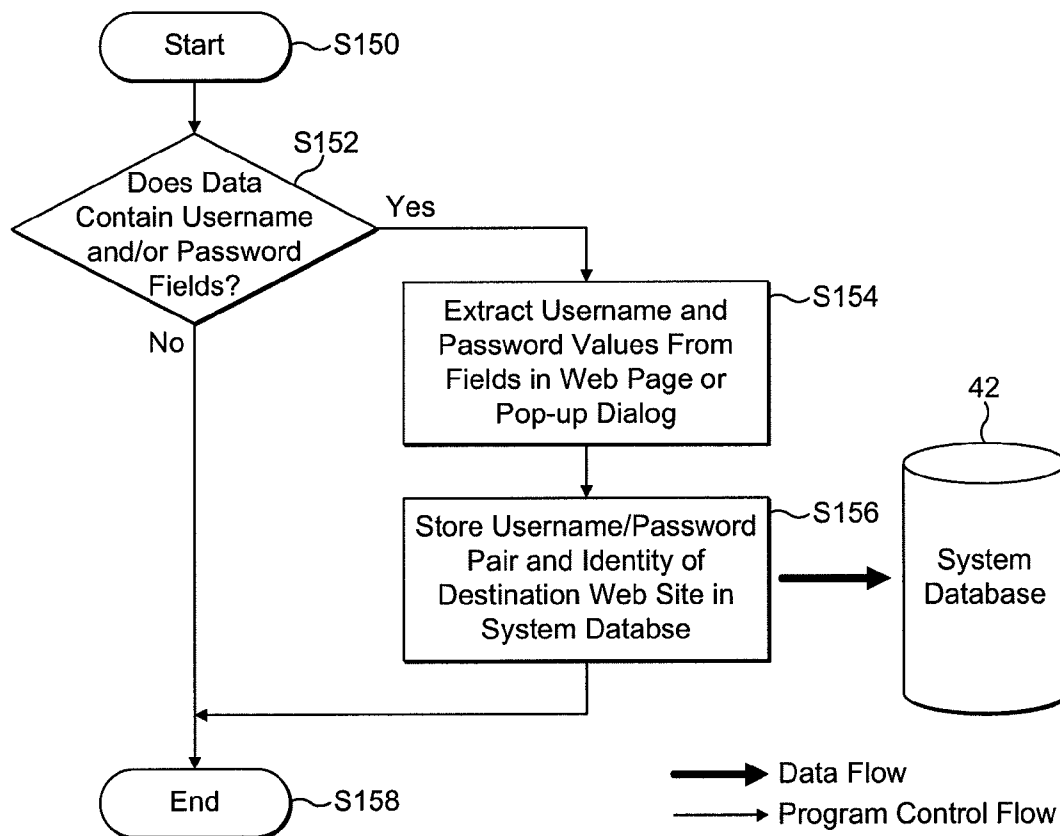 Start
S150
S152
Does Data
Contain Username
and/or Password
Fields?
Yes
No
S154
Extract Username and
Password Values From
Fields in Web Page or
Pop-up Dialog
42
S156
Store Username/Password
Pair and Identity of
Destination Web Site in
System Databse
System
Database
End
S158
Data Flow
Program Control Flow